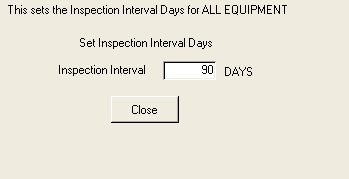 This sets the Inspection Interval Days for ALL EQUIPMENT
Set Inspection Interval Days
Inspection Interval 90 DAYS
Close